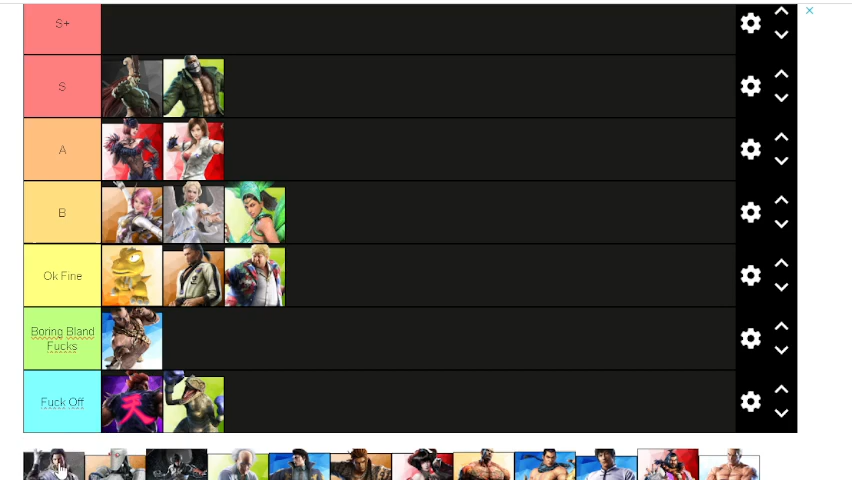 S+
S
A
B
Ok Fine
Boring Bland
Fucks
Fuck Off
天